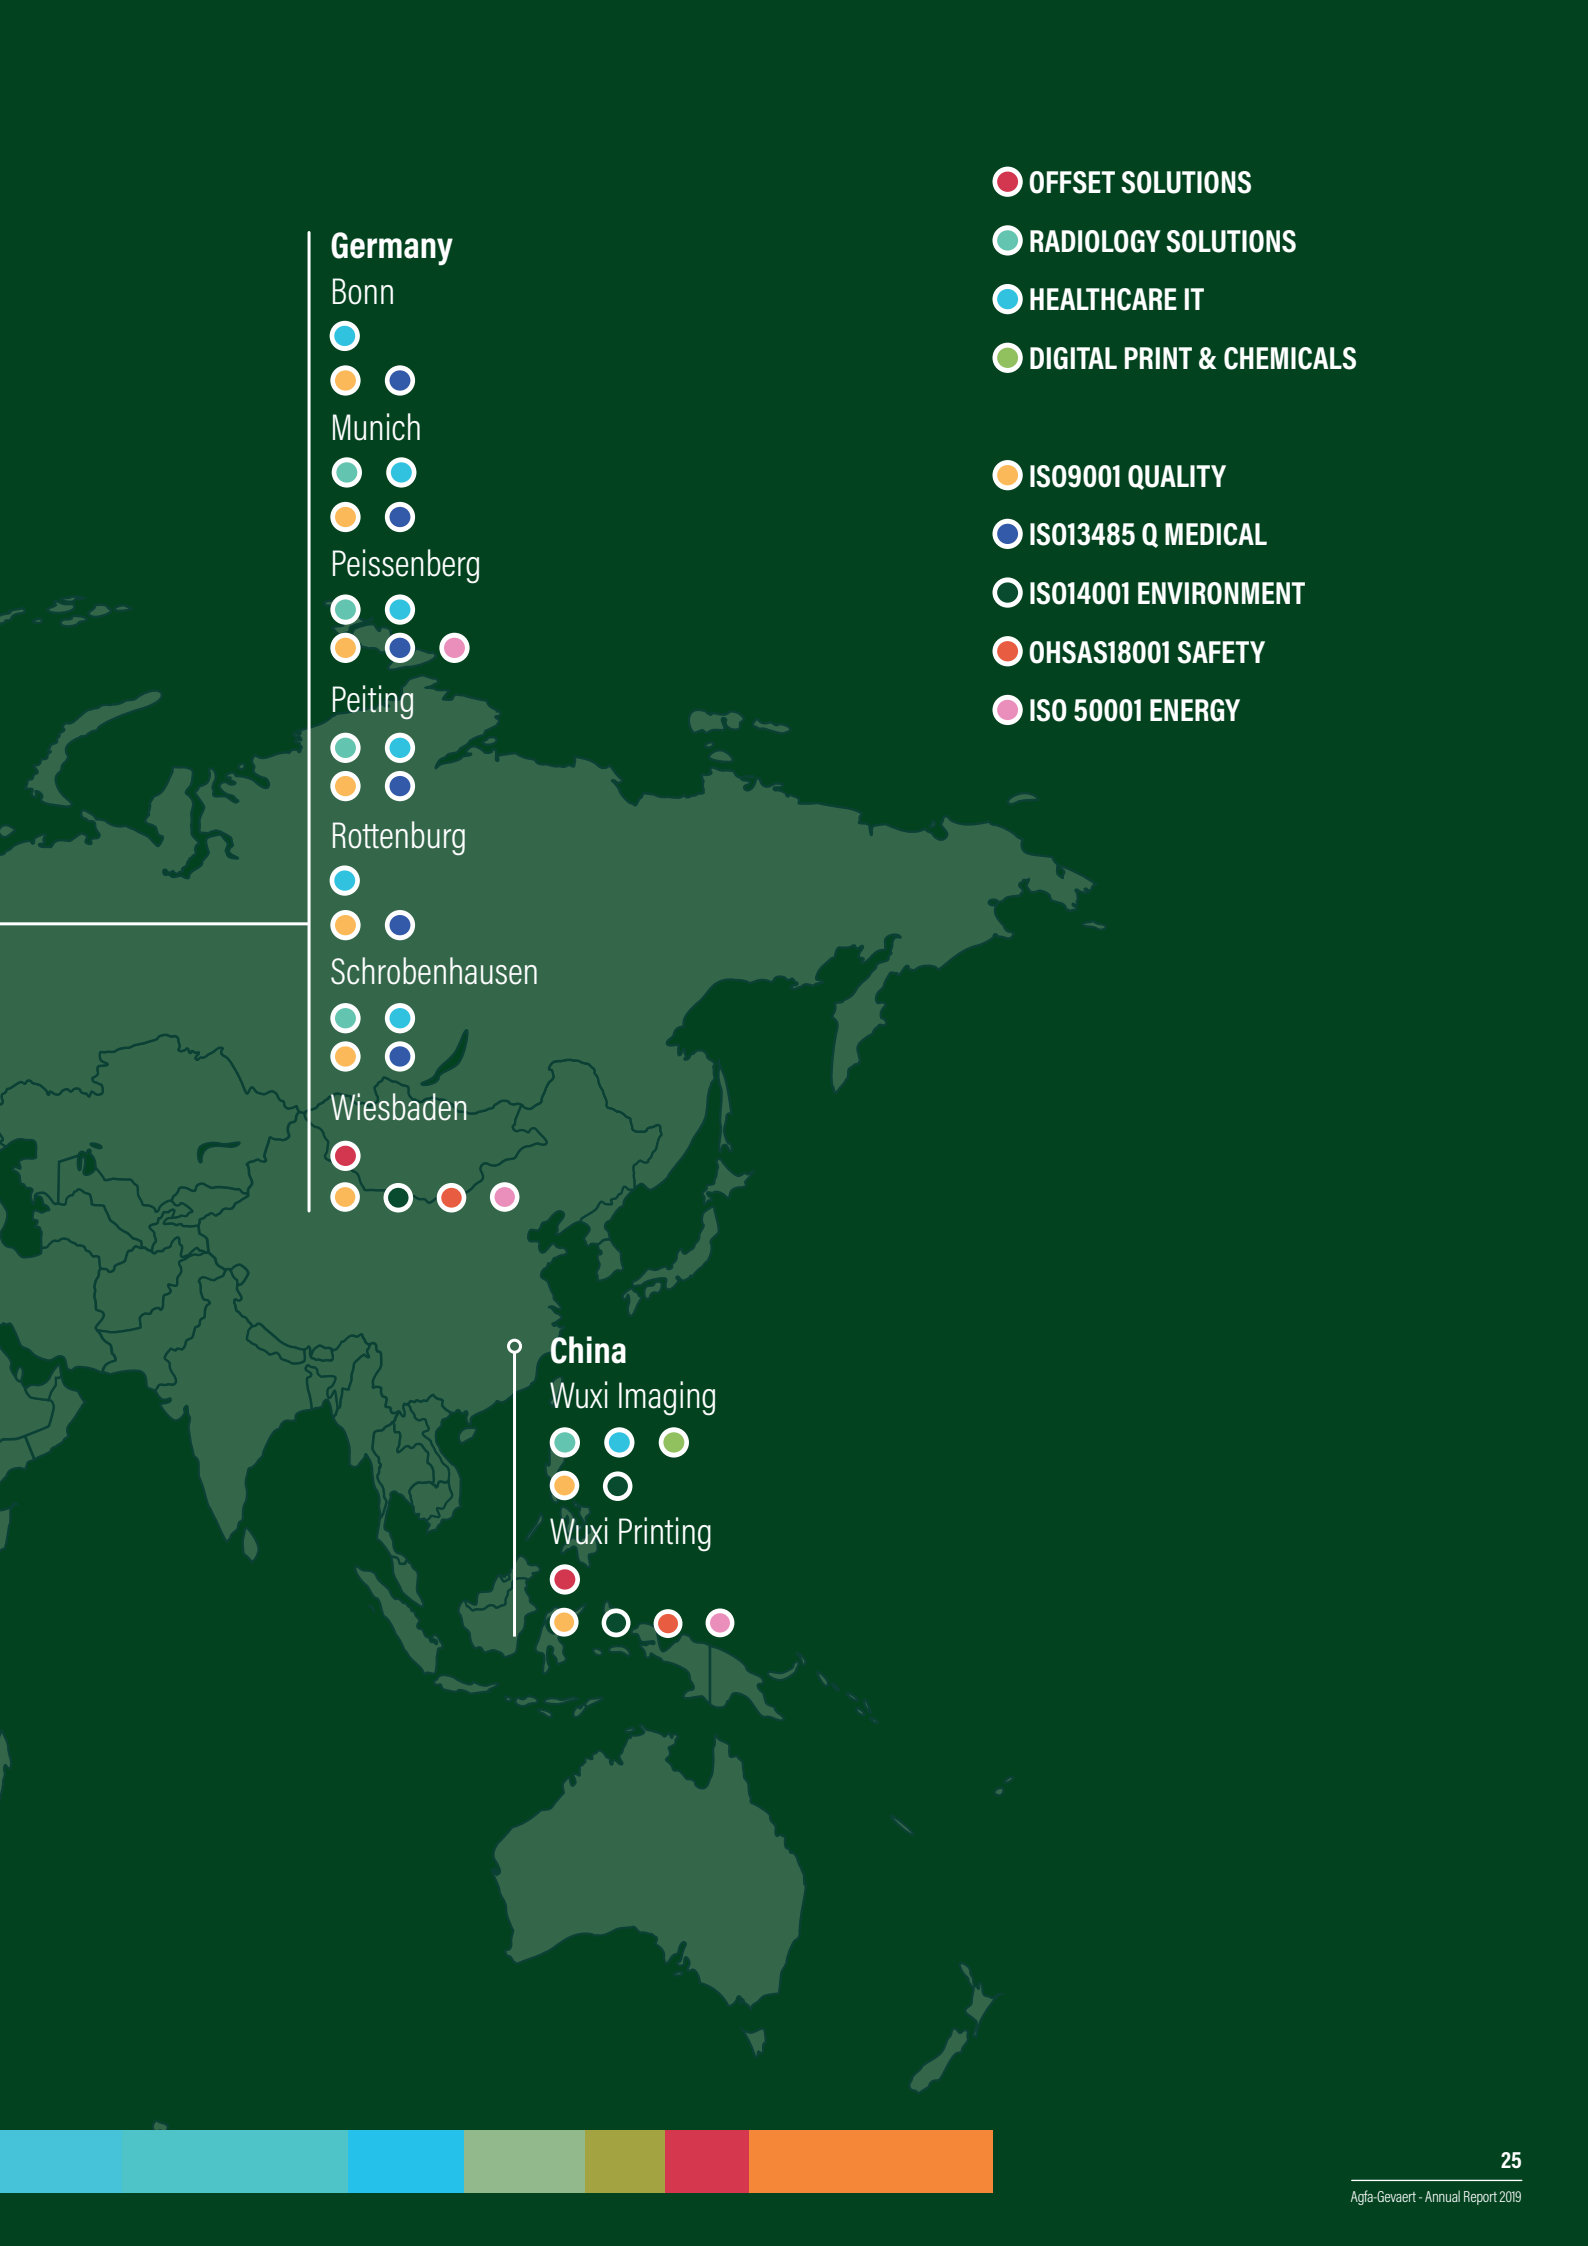 OFFSET SOLUTIONS
RADIOLOGY SOLUTIONS
HEALTHCARE IT
DIGITAL PRINT & CHEMICALS
ISO9001 QUALITY
ISO13485 Q MEDICAL
ISO14001 ENVIRONMENT
OHSAS18001 SAFETY
ISO 50001 ENERGY
Germany
Bonn
Munich
Peissenberg
Peiting
Rottenburg
Schrobenhausen
Wiesbaden
China
Wuxi Imaging
Wuxi Printing
25
Agfa-Gevaert - Annual Report 2019